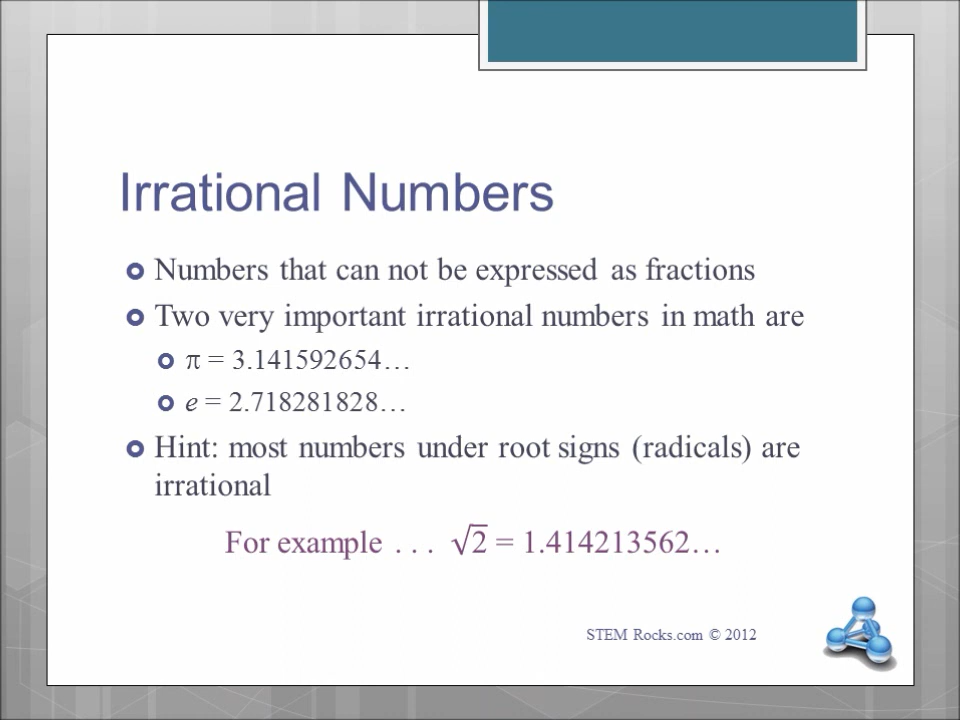 Irrational Numbers
Numbers that can not be expressed as fractions
Two very important irrational numbers in math are
π = 3.141592654…
e = 2.718281828…
Hint: most numbers under root signs (radicals) are
irrational
For example . . . √2 = 1.414213562…
STEM Rocks.com © 2012